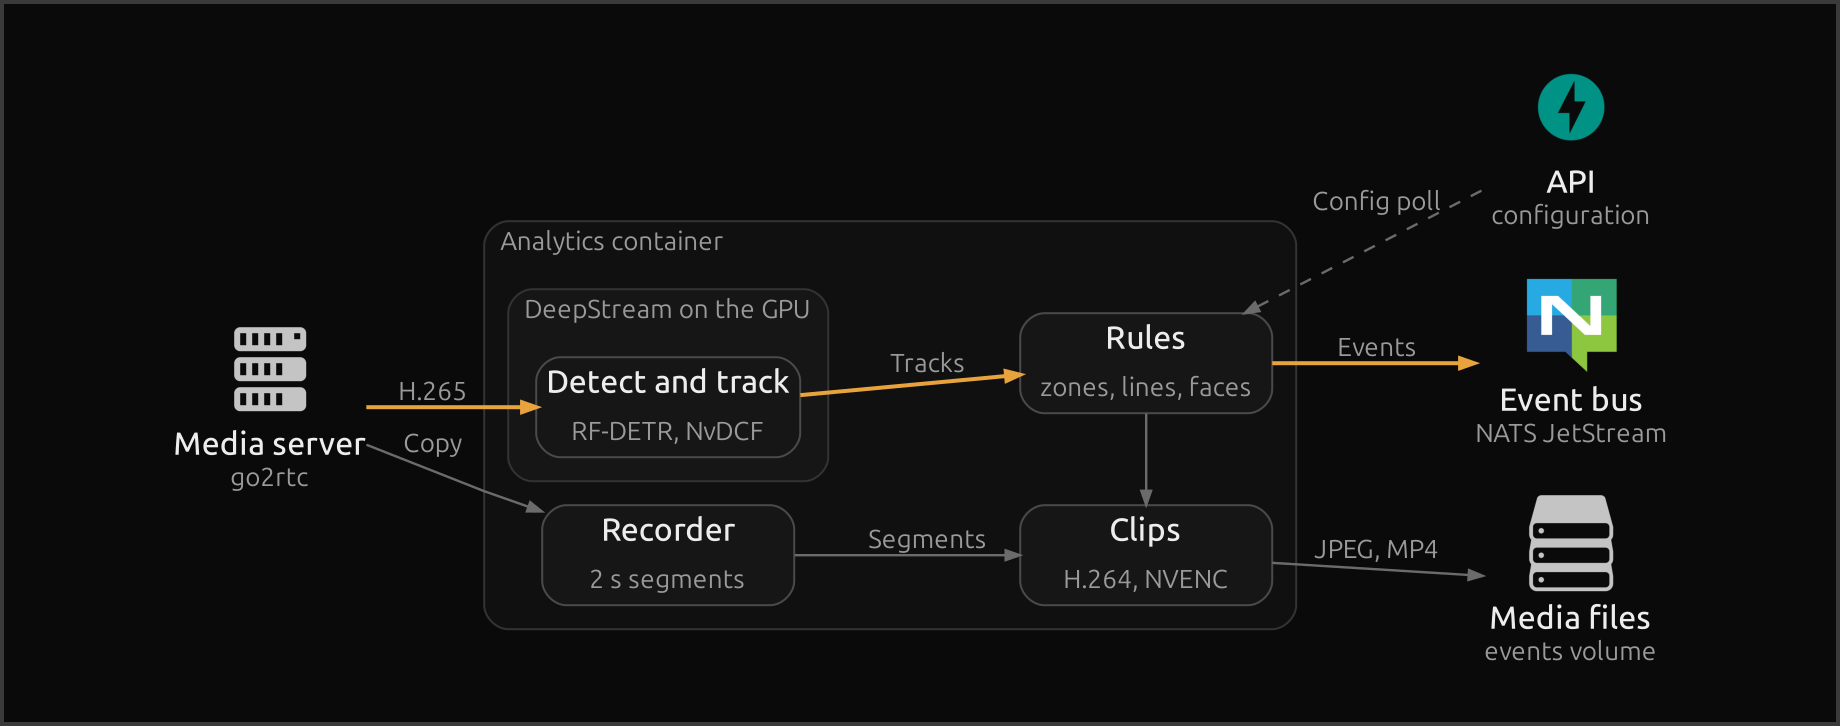 API
configuration
Config poll
Analytics container
DeepStream on the GPU
Detect and track
RF-DETR, NvDCF
Tracks
Rules
zones, lines, faces
Events
N
Event bus
NATS JetStream
H.265
Media server
go2rtc
Copy
Recorder
2 s segments
Segments
Clips
H.264, NVENC
JPEG, MP4
Media files
events volume